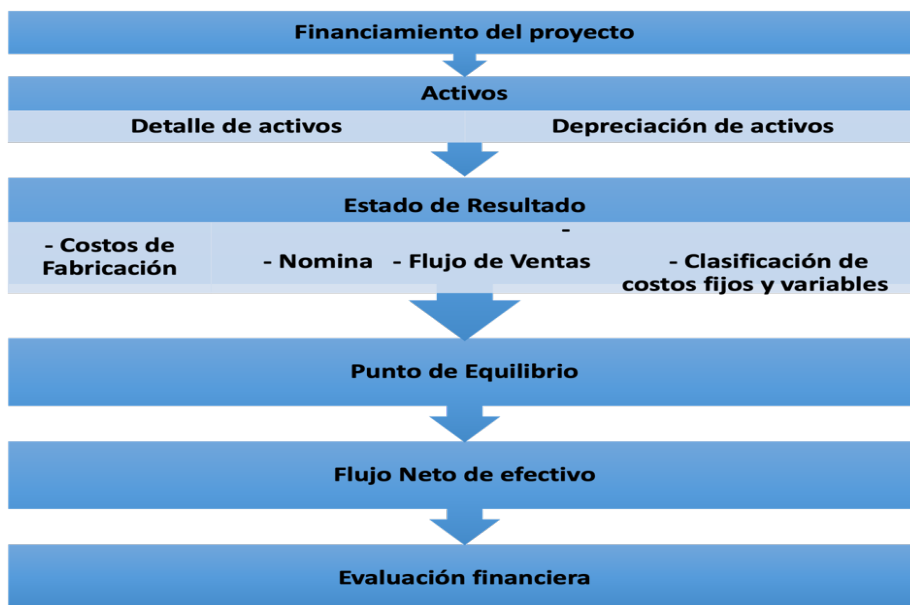 Financiamiento del proyecto
Activos
Detalle de activos
Depreciación de activos
Estado de Resultado
- Costos de
Fabricación
- Nomina
- Flujo de Ventas
-
- Clasificación de
costos fijos y variables
Punto de Equilibrio
Flujo Neto de efectivo
Evaluación financiera